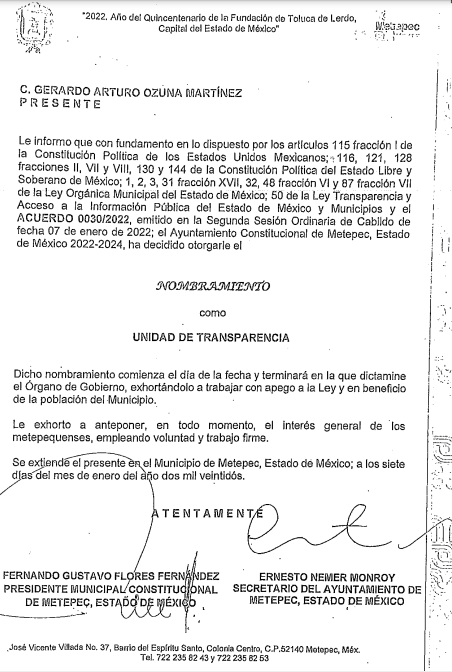 "2022. Año del Quincentenario de la Fundación de Toluca de Lerdo,
Capital del Estado de México"
Metepec
C. GERARDO ARTURO OZUNA MARTÍNEZ
P R E S E N T E
Le informo que con fundamento en lo dispuesto por los artículos 115 fracción I de
la Constitución Política de los Estados Unidos Mexicanos; 116, 121, 128
fracciones II, VII y VIII, 130 y 144 de la Constitución Política del Estado Libre y
Soberano de México; 1, 2, 3, 31 fracción XVII, 32, 48 fracción VI y 87 fracción VII
de la Ley Orgánica Municipal del Estado de México; 50 de la Ley Transparencia y
Acceso a la Información Pública del Estado de México y Municipios y el
ACUERDO 0030/2022, emitido en la Segunda Sesión Ordinaria de Cabildo de
fecha 07 de enero de 2022; el Ayuntamiento Constitucional de Metepec, Estado
de México 2022-2024, ha decidido otorgarle el
NOMBRAMIENTO
como
UNIDAD DE TRANSPARENCIA
Dicho nombramiento comienza el día de la fecha y terminará en la que dictamine
el Órgano de Gobierno, exhortándolo a trabajar con apego a la Ley y en beneficio
de la población del Municipio.
Le exhorto a anteponer, en todo momento, el interés general de los
metepequenses, empleando voluntad y trabajo firme.
Se extiende el presente en el Municipio de Metepec, Estado de México; a los siete
días del mes de enero del año dos mil veintidós.
A T E N T A M E N T E
FERNANDO GUSTAVO FLORES FERNÁNDEZ
PRESIDENTE MUNICIPAL CONSTITUCIONAL
DE METEPEC, ESTADO DE MÉXICO
ERNESTO NEMER MONROY
SECRETARIO DEL AYUNTAMIENTO DE
METEPEC, ESTADO DE MÉXICO
José Vicente Villada No. 37, Barrio del Espíritu Santo, Colonia Centro, C.P.52140 Metepec, Méx.
Tel. 722 235 82 43 y 722 235 82 53